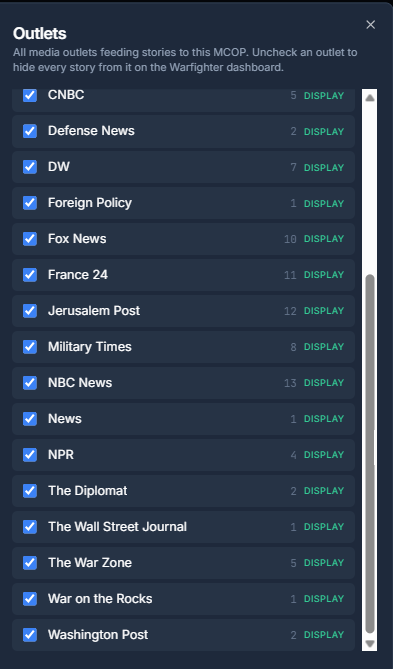 Outlets
All media outlets feeding stories to this MCOP. Uncheck an outlet to
hide every story from it on the Warfighter dashboard.
CNBC 5 DISPLAY
Defense News 2 DISPLAY
DW 7 DISPLAY
Foreign Policy 1 DISPLAY
Fox News 10 DISPLAY
France 24 11 DISPLAY
Jerusalem Post 12 DISPLAY
Military Times 8 DISPLAY
NBC News 13 DISPLAY
News 1 DISPLAY
NPR 4 DISPLAY
The Diplomat 2 DISPLAY
The Wall Street Journal 1 DISPLAY
The War Zone 5 DISPLAY
War on the Rocks 1 DISPLAY
Washington Post 2 DISPLAY